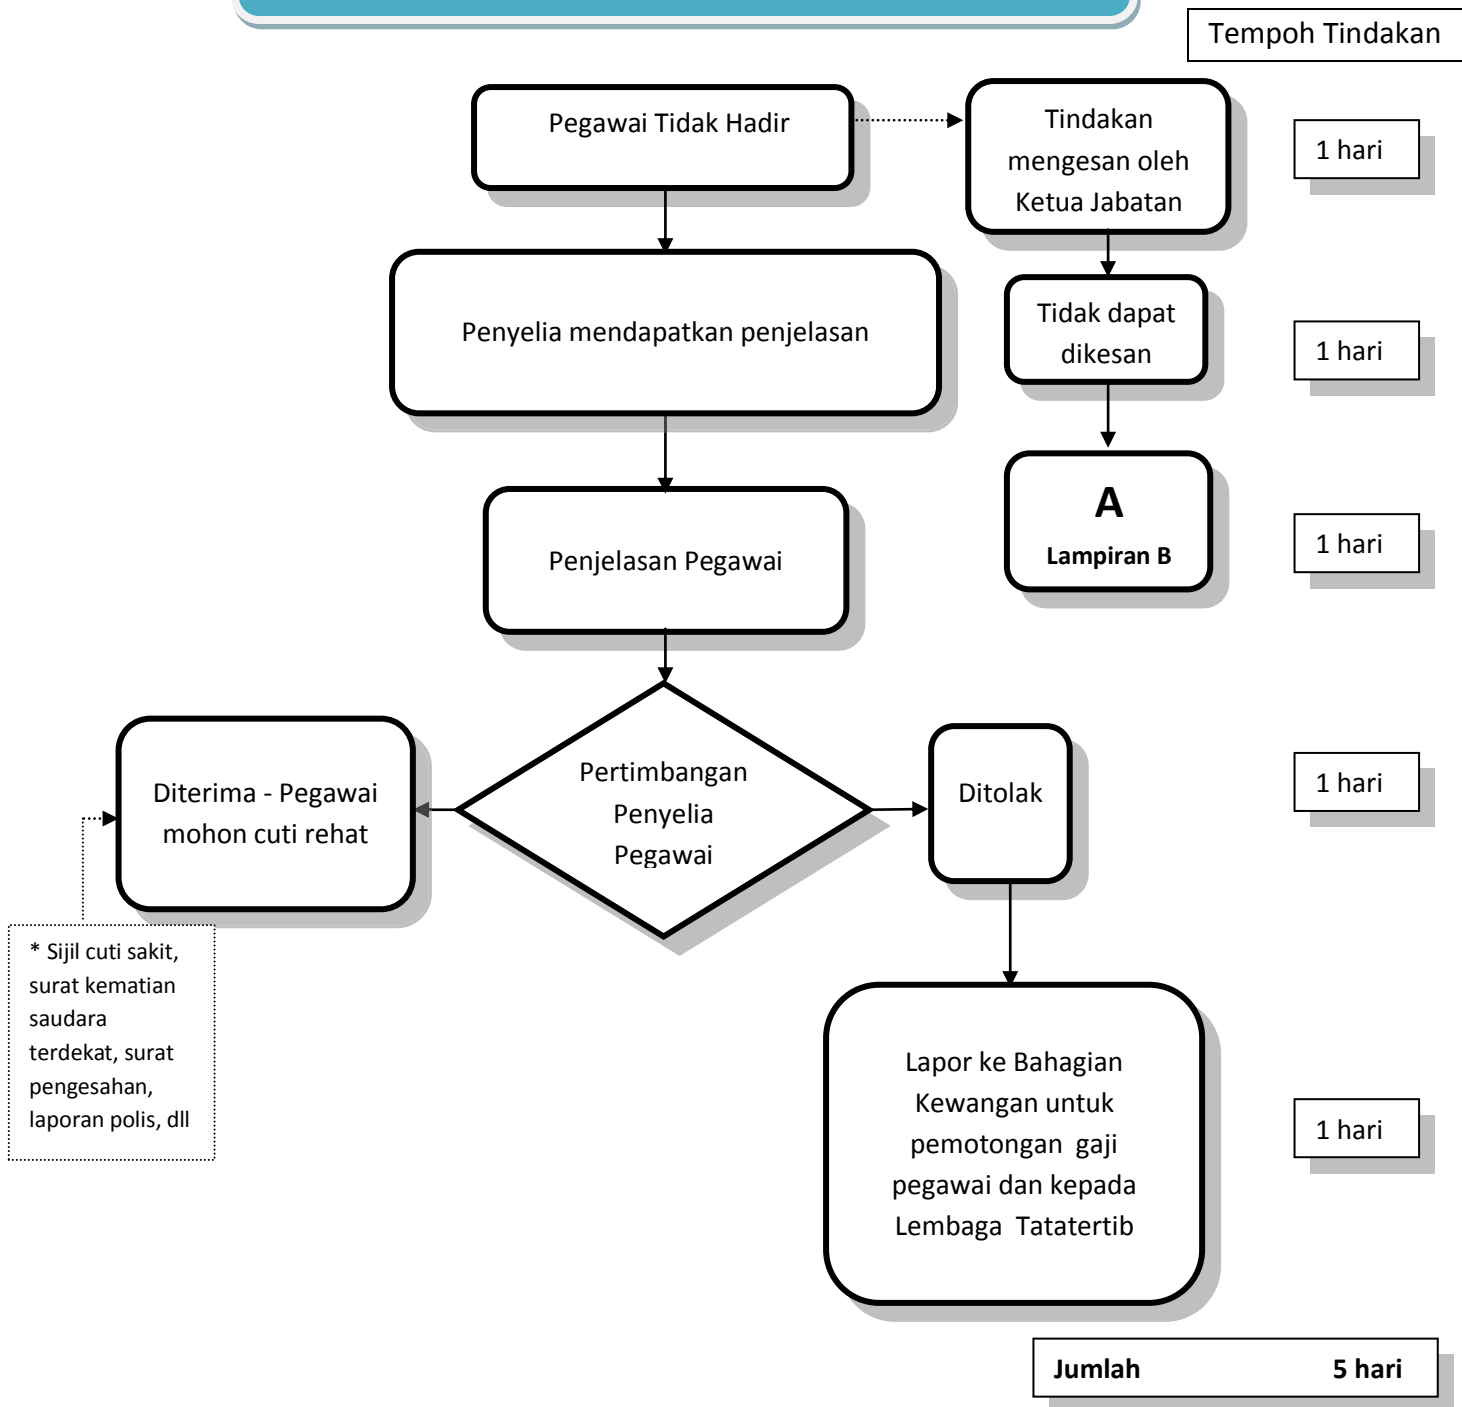 Tempoh Tindakan
Pegawai Tidak Hadir
Tindakan
mengesan oleh
Ketua Jabatan
1 hari
Penyelia mendapatkan penjelasan
Tidak dapat
dikesan
1 hari
A
Lampiran B
1 hari
Penjelasan Pegawai
Diterima - Pegawai
mohon cuti rehat
Pertimbangan
Penyelia
Pegawai
Ditolak
1 hari
* Sijil cuti sakit,
surat kematian
saudara
terdekat, surat
pengesahan,
laporan polis, dll
Lapor ke Bahagian
Kewangan untuk
pemotongan gaji
pegawai dan kepada
Lembaga Tatatertib
1 hari
Jumlah 5 hari